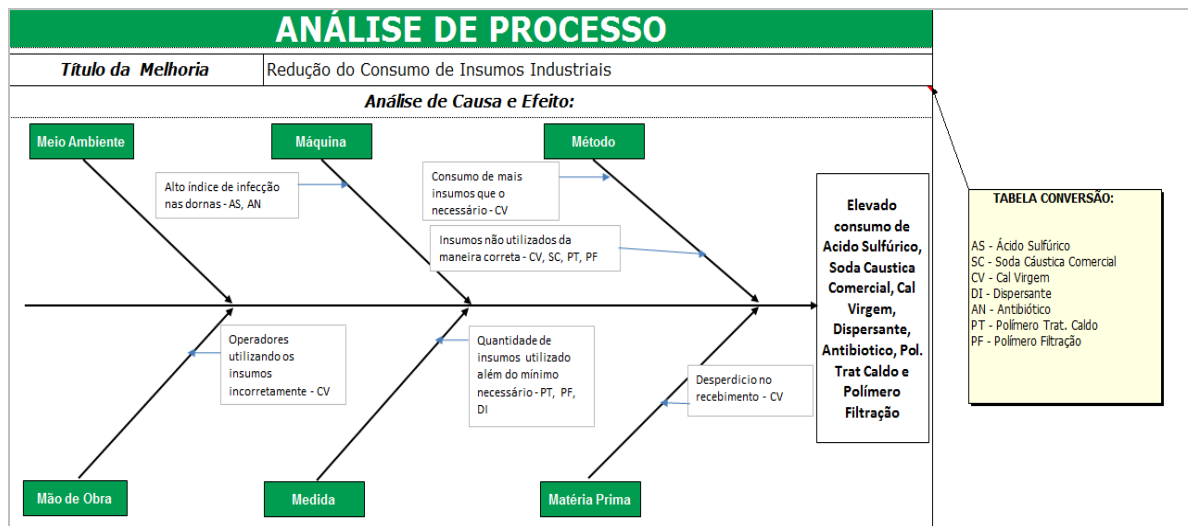 ANÁLISE DE PROCESSO
Título da Melhoria
Redução do Consumo de Insumos Industriais
Análise de Causa e Efeito:
Meio Ambiente
Máquina
Método
Alto índice de infecção
nas dornas - AS, AN
Consumo de mais
insumos que o
necessário - CV
Insumos não utilizados da
maneira correta - CV, SC, PT, PF
Elevado
consumo de
Acido Sulfúrico,
Soda Caustica
Comercial, Cal
Virgem,
Dispersante,
Antibiotico, Pol.
Trat Caldo e
Polímero
Filtração
TABELA CONVERSÃO:
AS - Ácido Sulfúrico
SC - Soda Cáustica Comercial
CV - Cal Virgem
DI - Dispersante
AN - Antibiótico
PT - Polímero Trat. Caldo
PF - Polímero Filtração
Operadores
utilizando os
insumos
incorretamente - CV
Quantidade de
insumos utilizado
além do mínimo
necessário - PT, PF,
DI
Desperdicio no
recebimento - CV
Mão de Obra
Medida
Matéria Prima